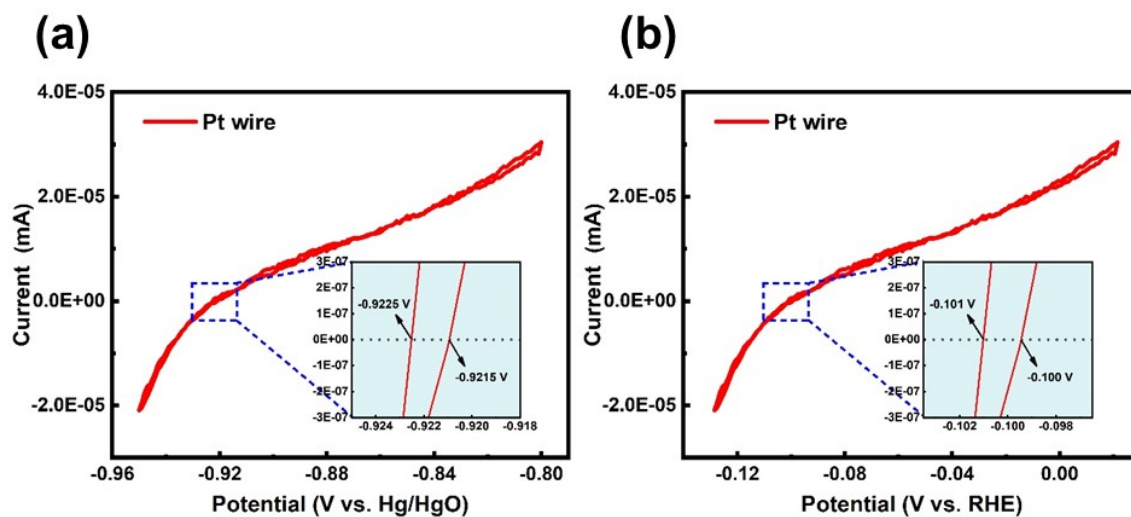 (a)
(b)
4.0E-05
2.0E-05
0.0E+00
-2.0E-05
Current (mA)
Pt wire
3E-07
2E-07
1E-07
0E+00
-1E-07
-2E-07
-3E-07
-0.9225 V
-0.9215 V
-0.924
-0.922
-0.920
-0.918
-0.96
-0.92
-0.88
-0.84
-0.80
Potential (V vs. Hg/HgO)
4.0E-05
2.0E-05
0.0E+00
-2.0E-05
Current (mA)
Pt wire
3E-07
2E-07
1E-07
0E+00
-1E-07
-2E-07
-3E-07
-0.101 V
-0.100 V
-0.102
-0.100
-0.098
-0.12
-0.08
-0.04
0.00
Potential (V vs. RHE)